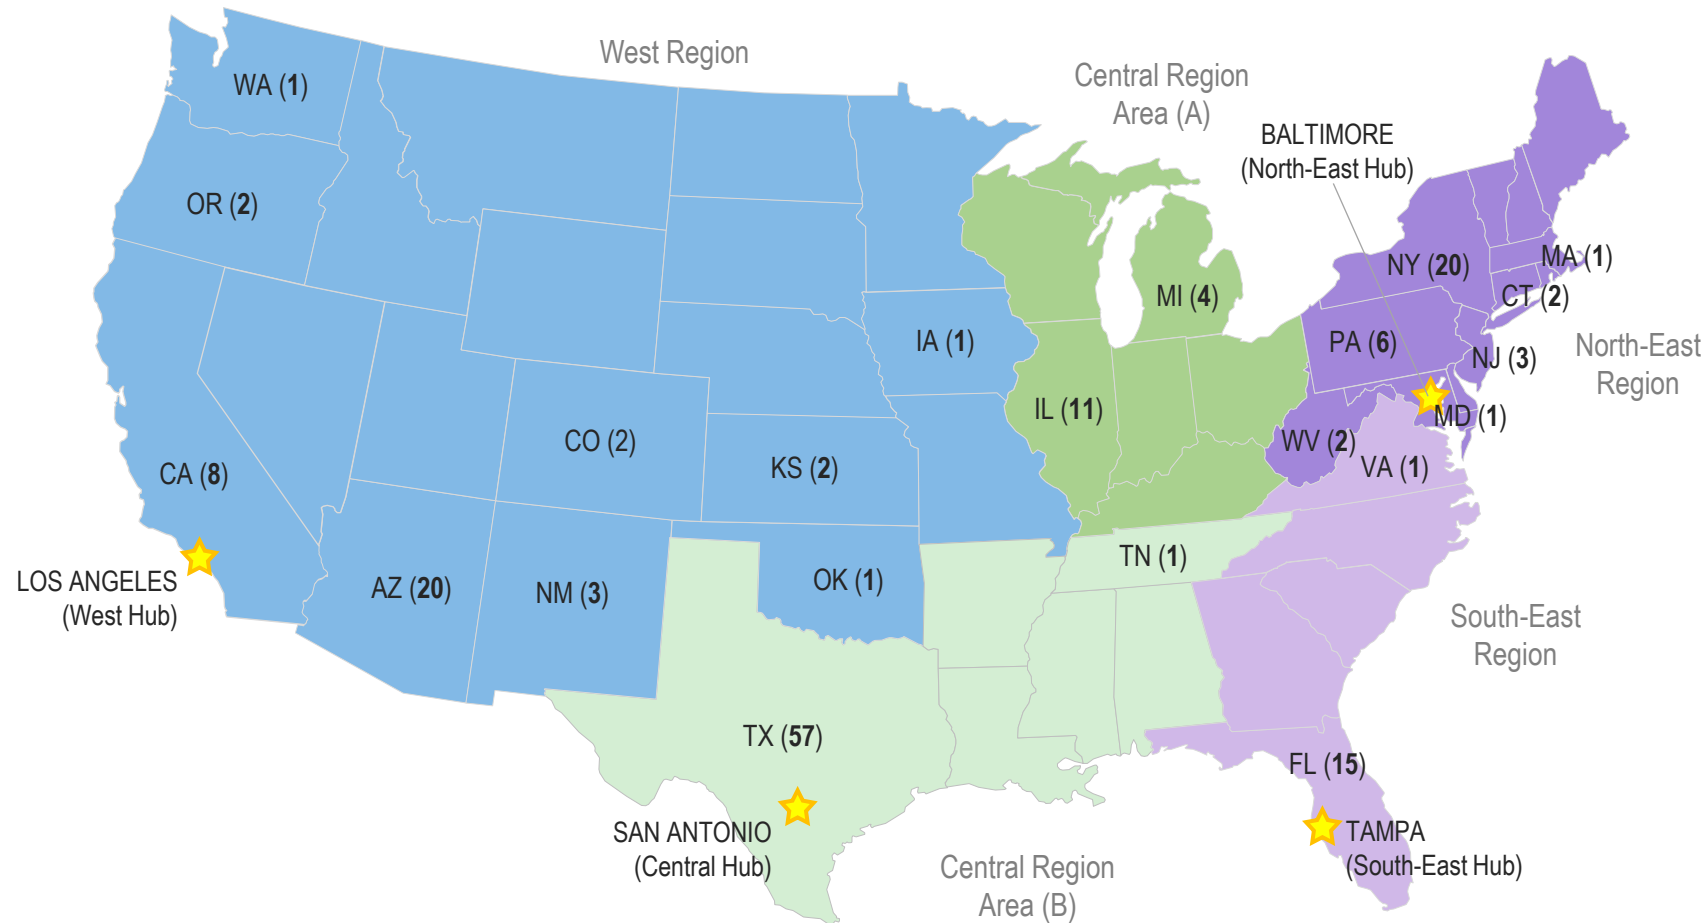 West Region
Central Region
Area (A)
WA (1)
BALTIMORE
(North-East Hub)
OR (2)
NY (20)
MA (1)
MI (4)
CT (2)
IA (1)
PA (6)
NJ (3)
North-East
Region
IL (11)
MD (1)
CO (2)
WV (2)
KS (2)
VA (1)
CA (8)
TN (1)
LOS ANGELES
(West Hub)
AZ (20)
NM (3)
OK (1)
South-East
Region
TX (57)
FL (15)
SAN ANTONIO
(Central Hub)
TAMPA
(South-East Hub)
Central Region
Area (B)